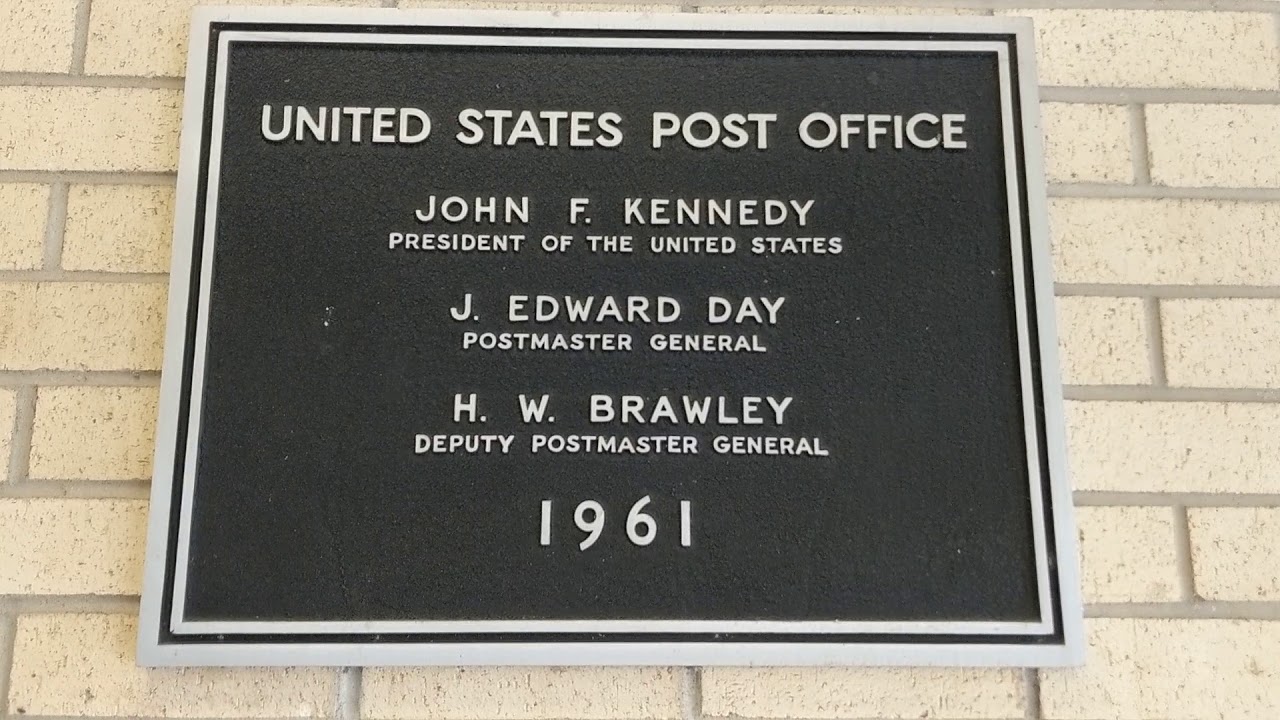 UNITED STATES POST OFFICE
JOHN F. KENNEDY
PRESIDENT OF THE UNITED STATES
J. EDWARD DAY
POSTMASTER GENERAL
H. W. BRAWLEY
DEPUTY POSTMASTER GENERAL
1961